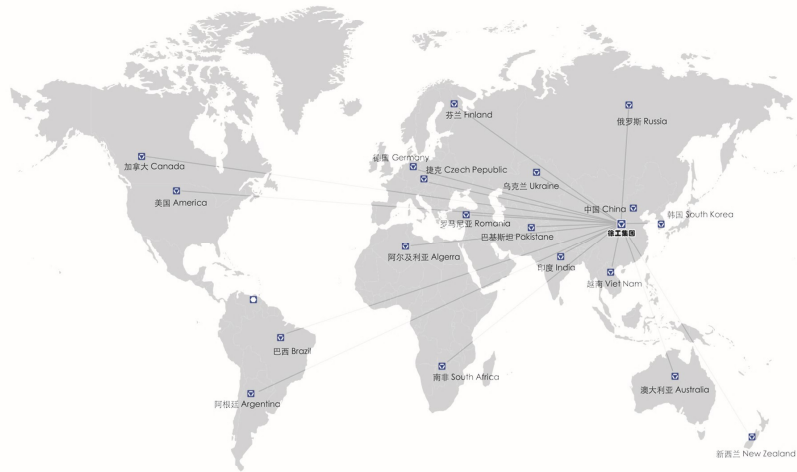 芬兰 Finland
俄罗斯 Russia
德国 Germany
加拿大 Canada
捷克 Czech Pepublic
乌克兰 Ukraine
美国 America
中国 China
韩国 South Korea
罗马尼亚 Romania
徐工集团
巴基斯坦 Pakistane
阿尔及利亚 Algerra
印度 India
越南 Viet Nam
巴西 Brazil
南非 South Africa
澳大利亚 Australia
阿根廷 Argentina
新西兰 New Zealand